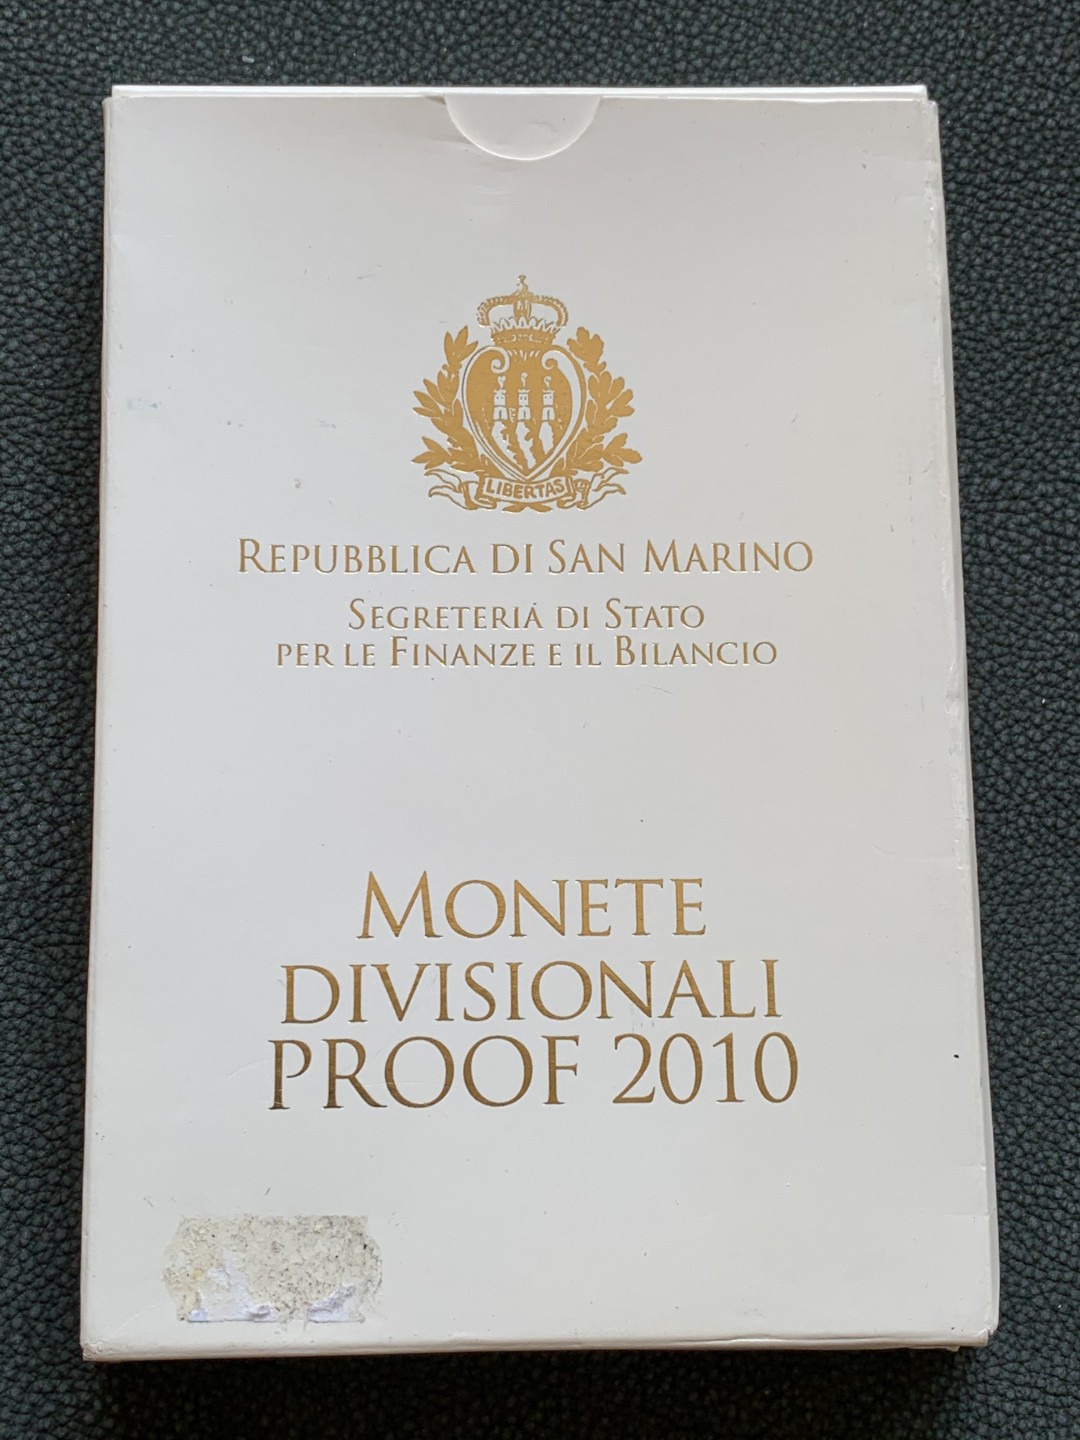 LIBERTAS
REPUBBLICA DI SAN MARINO
SEGRETERIA DI STATO
PER LE FINANZE E IL BILANCIO
MONETE
DIVISIONALI
PROOF 2010